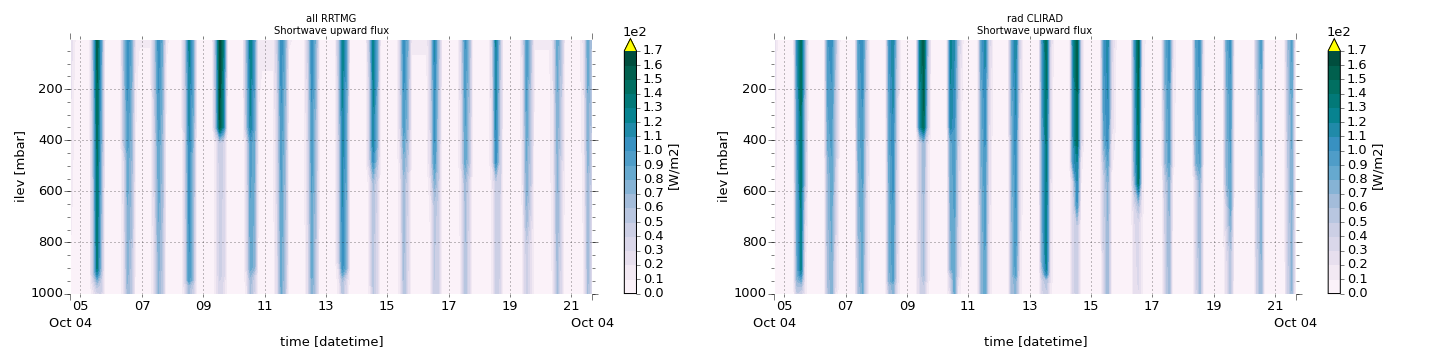 all RRTMG
Shortwave upward flux
1e2
1.7
1.6
1.5
1.4
1.3
1.2
1.1
1.0
0.9
0.8
0.7
0.6
0.5
0.4
0.3
0.2
0.1
0.0
[W/m2]
200
400
600
800
1000
ilev [mbar]
05 07 09 11 13 15 17 19 21
Oct 04 Oct 04
time [datetime]
rad CLIRAD
Shortwave upward flux
1e2
1.7
1.6
1.5
1.4
1.3
1.2
1.1
1.0
0.9
0.8
0.7
0.6
0.5
0.4
0.3
0.2
0.1
0.0
[W/m2]
200
400
600
800
1000
ilev [mbar]
05 07 09 11 13 15 17 19 21
Oct 04 Oct 04
time [datetime]